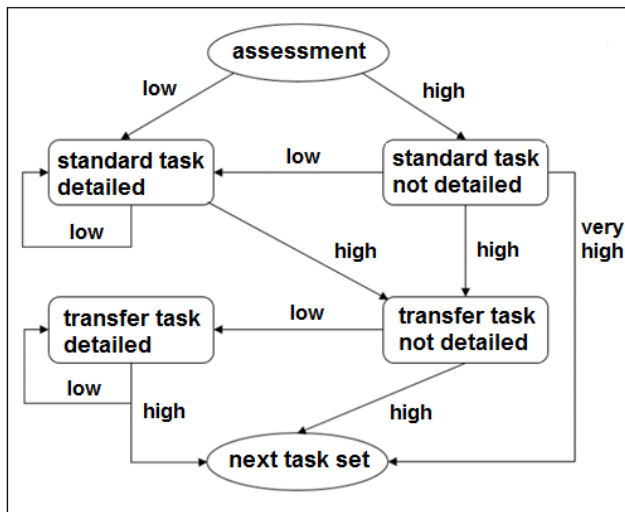 assessment
low
high
standard task
detailed
low
standard task
not detailed
low
high
high
very
high
transfer task
detailed
low
transfer task
not detailed
low
high
high
next task set